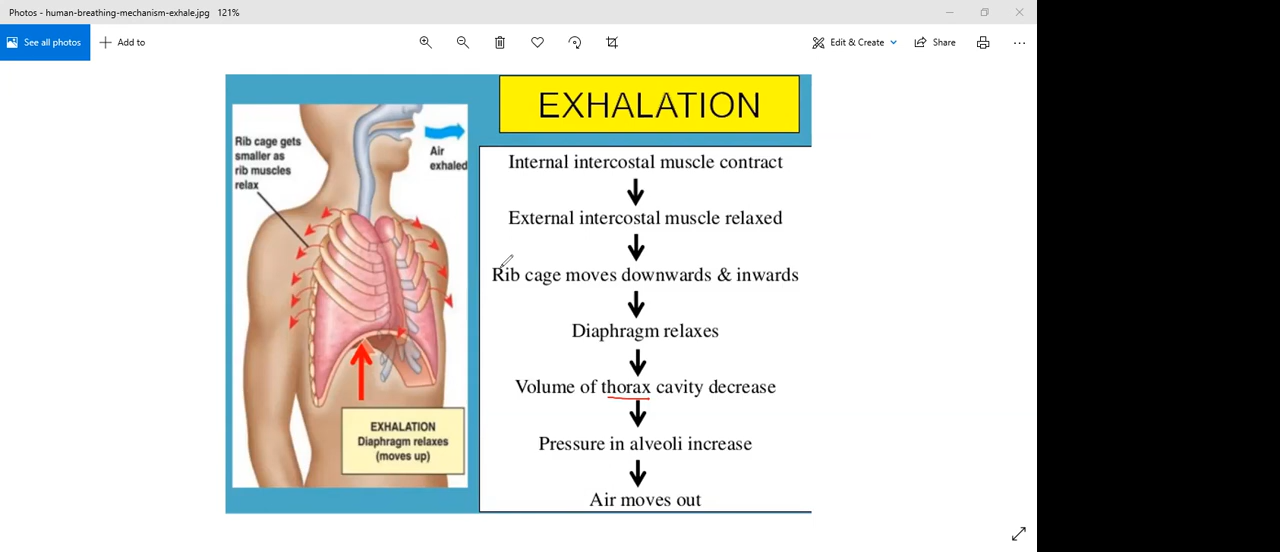 Photos - human-breathing-mechanism-exhale.jpg 121%
See all photos
Add to
Edit & Create
Share
EXHALATION
Rib cage gets
smaller as
rib muscles
relax
Air
exhaled
EXHALATION
Diaphragm relaxes
(moves up)
Internal intercostal muscle contract
External intercostal muscle relaxed
Rib cage moves downwards & inwards
Diaphragm relaxes
Volume of thorax cavity decrease
Pressure in alveoli increase
Air moves out